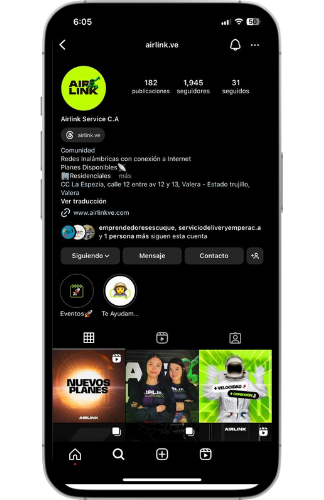 6:05
airlink.ve
AIR
LINK
182
1,945
31
publicaciones
seguidores
seguidos
Airlink Service C.A
airlink.ve
Comunidad
Redes Inalámbricas con conexión a Internet
Planes Disponibles
Residenciales más
CC La Espezia, calle 12 entre av 12 y 13, Valera - Estado trujillo,
Valera
Ver traducción
www.airlinkve.com
emprendedoresescuque, serviciodeliveryemperac.a
y 1 persona más siguen esta cuenta
Siguiendo
Mensaje
Contacto
Eventos
Te Ayudam...
NUEVOS
PLANES
AIRLINK
+ VELOCIDAD
+ CONEXIÓN
AIRLINK
AIRLINK